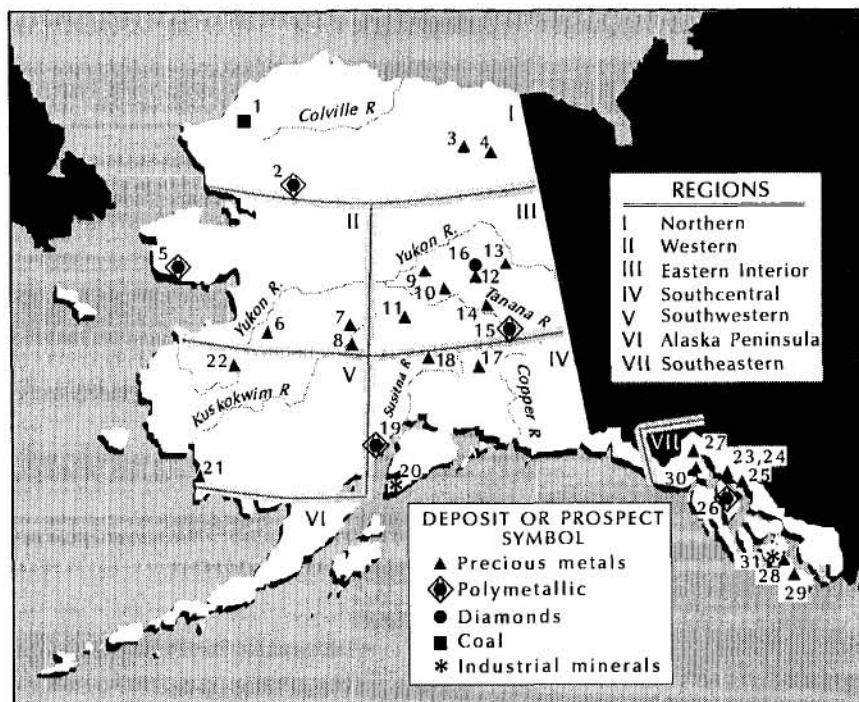 1
Colville R
I
3
4
2
REGIONS
I Northern
II Western
III Eastern Interior
IV Southcentral
V Southwestern
VI Alaska Peninsula
VII Southeastern
II
III
Yukon R.
16
13
5
9
12
10
Tanana R
Yukon R.
6
7
11
14
15
8
22
V
18
17
IV
Kuskokwim R
Susitna R
Copper R
19
VII
27
23,24
21
20
30
25
26
VI
DEPOSIT OR PROSPECT
SYMBOL
Precious metals
Polymetallic
Diamonds
Coal
Industrial minerals
31
28
29